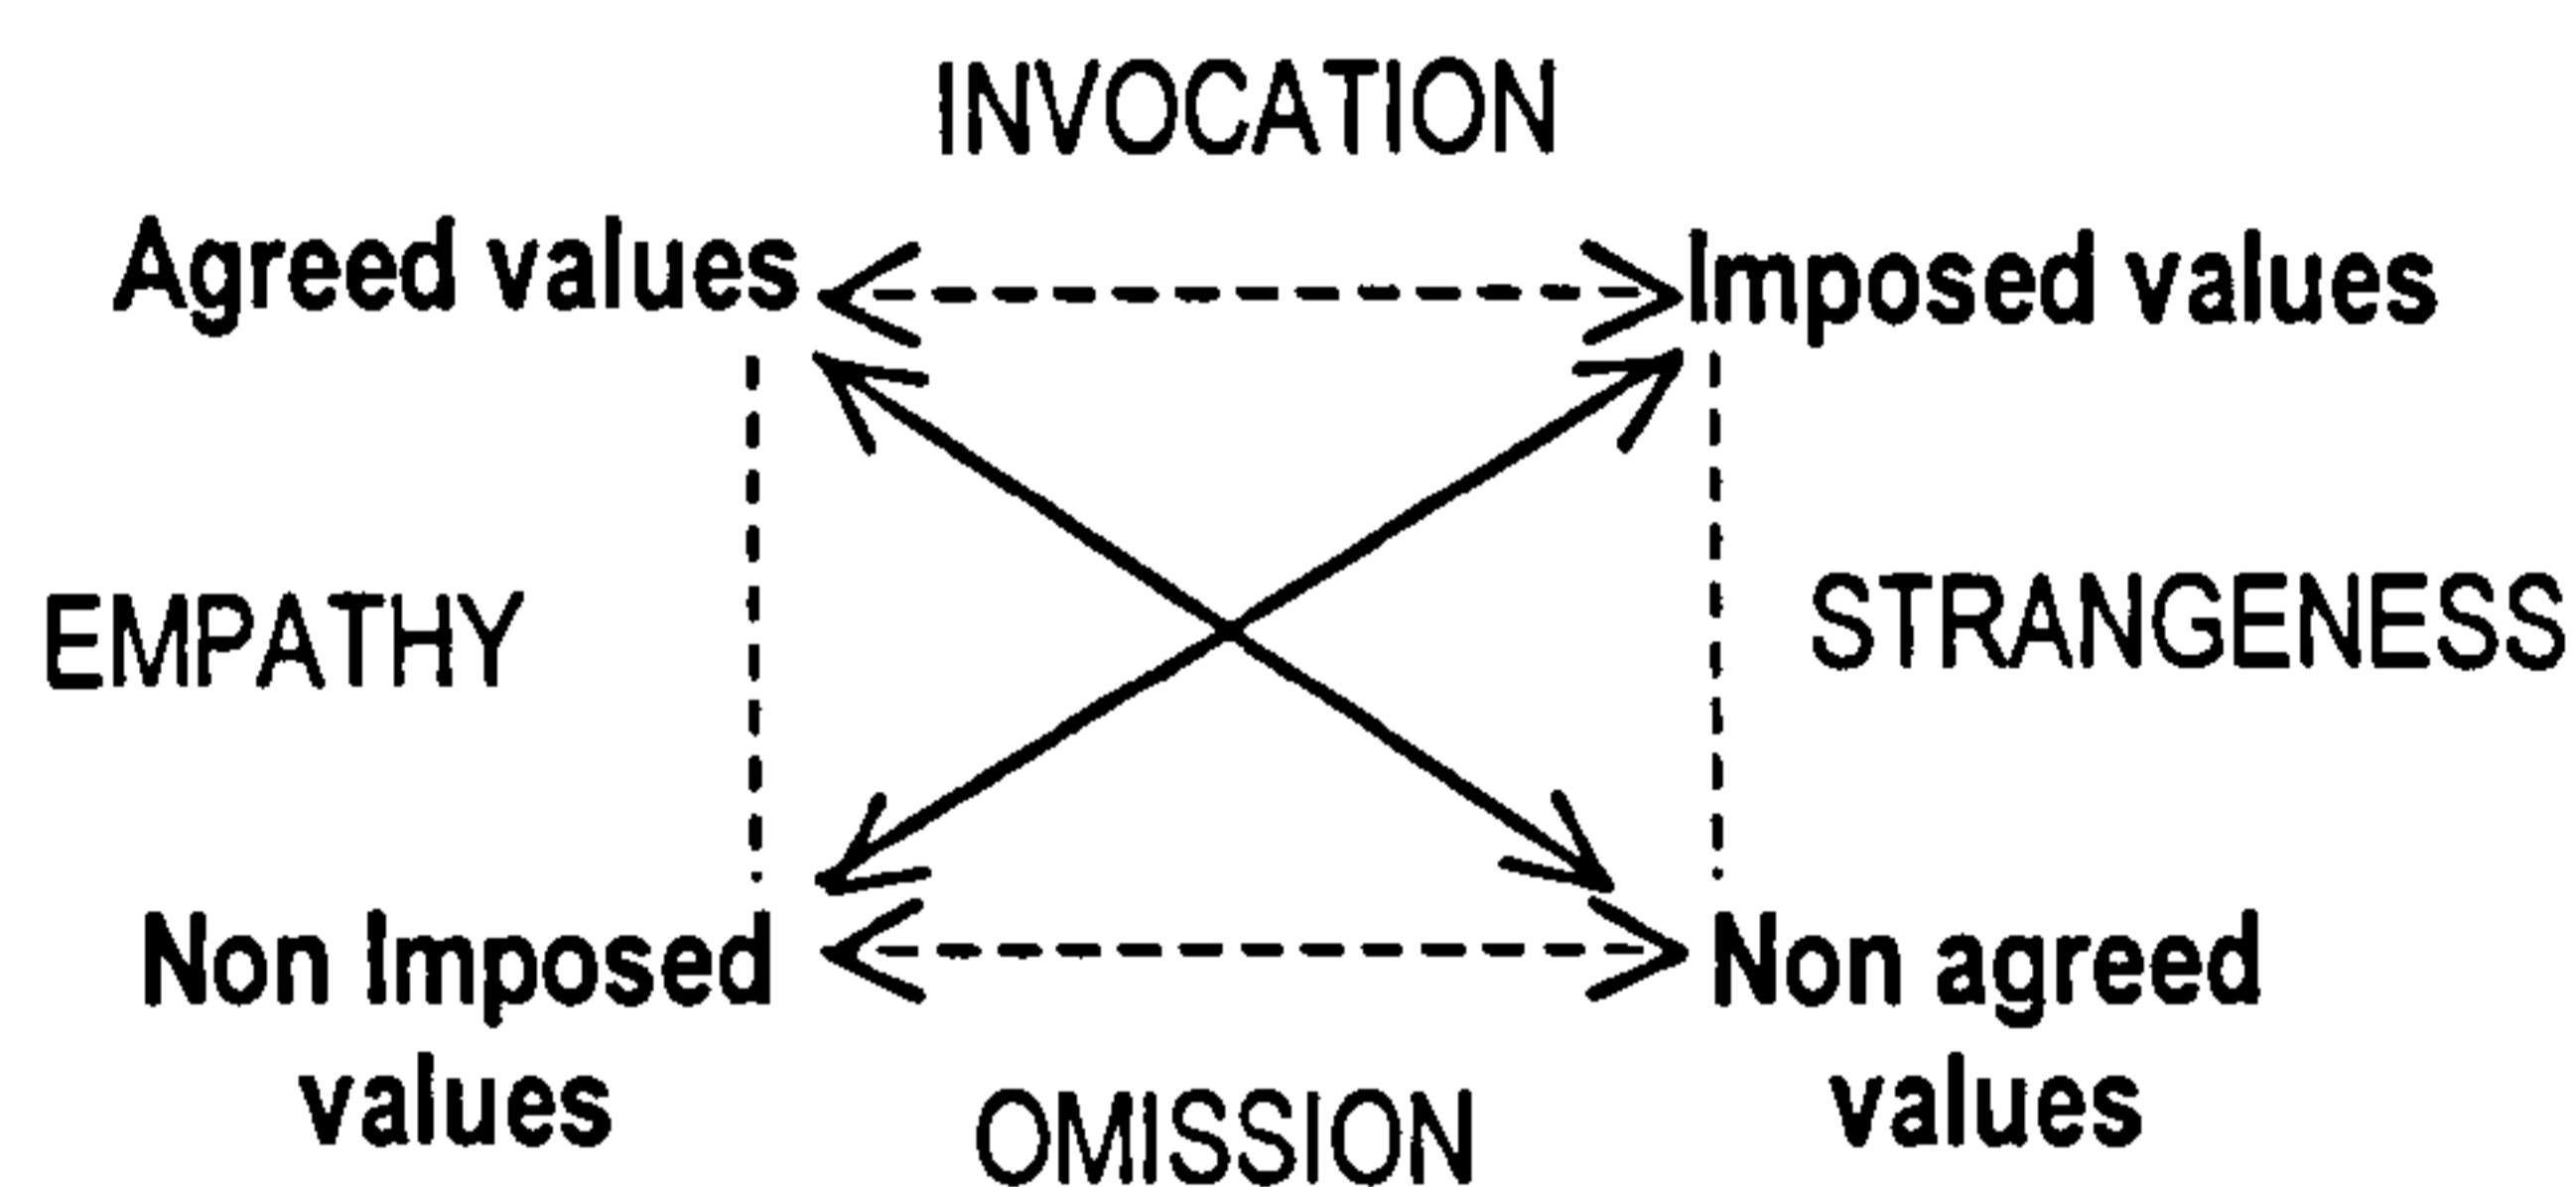 INVOCATION
Agreed values Imposed values
EMPATHY STRANGENESS
Non Imposed Non agreed
values values
OMISSION